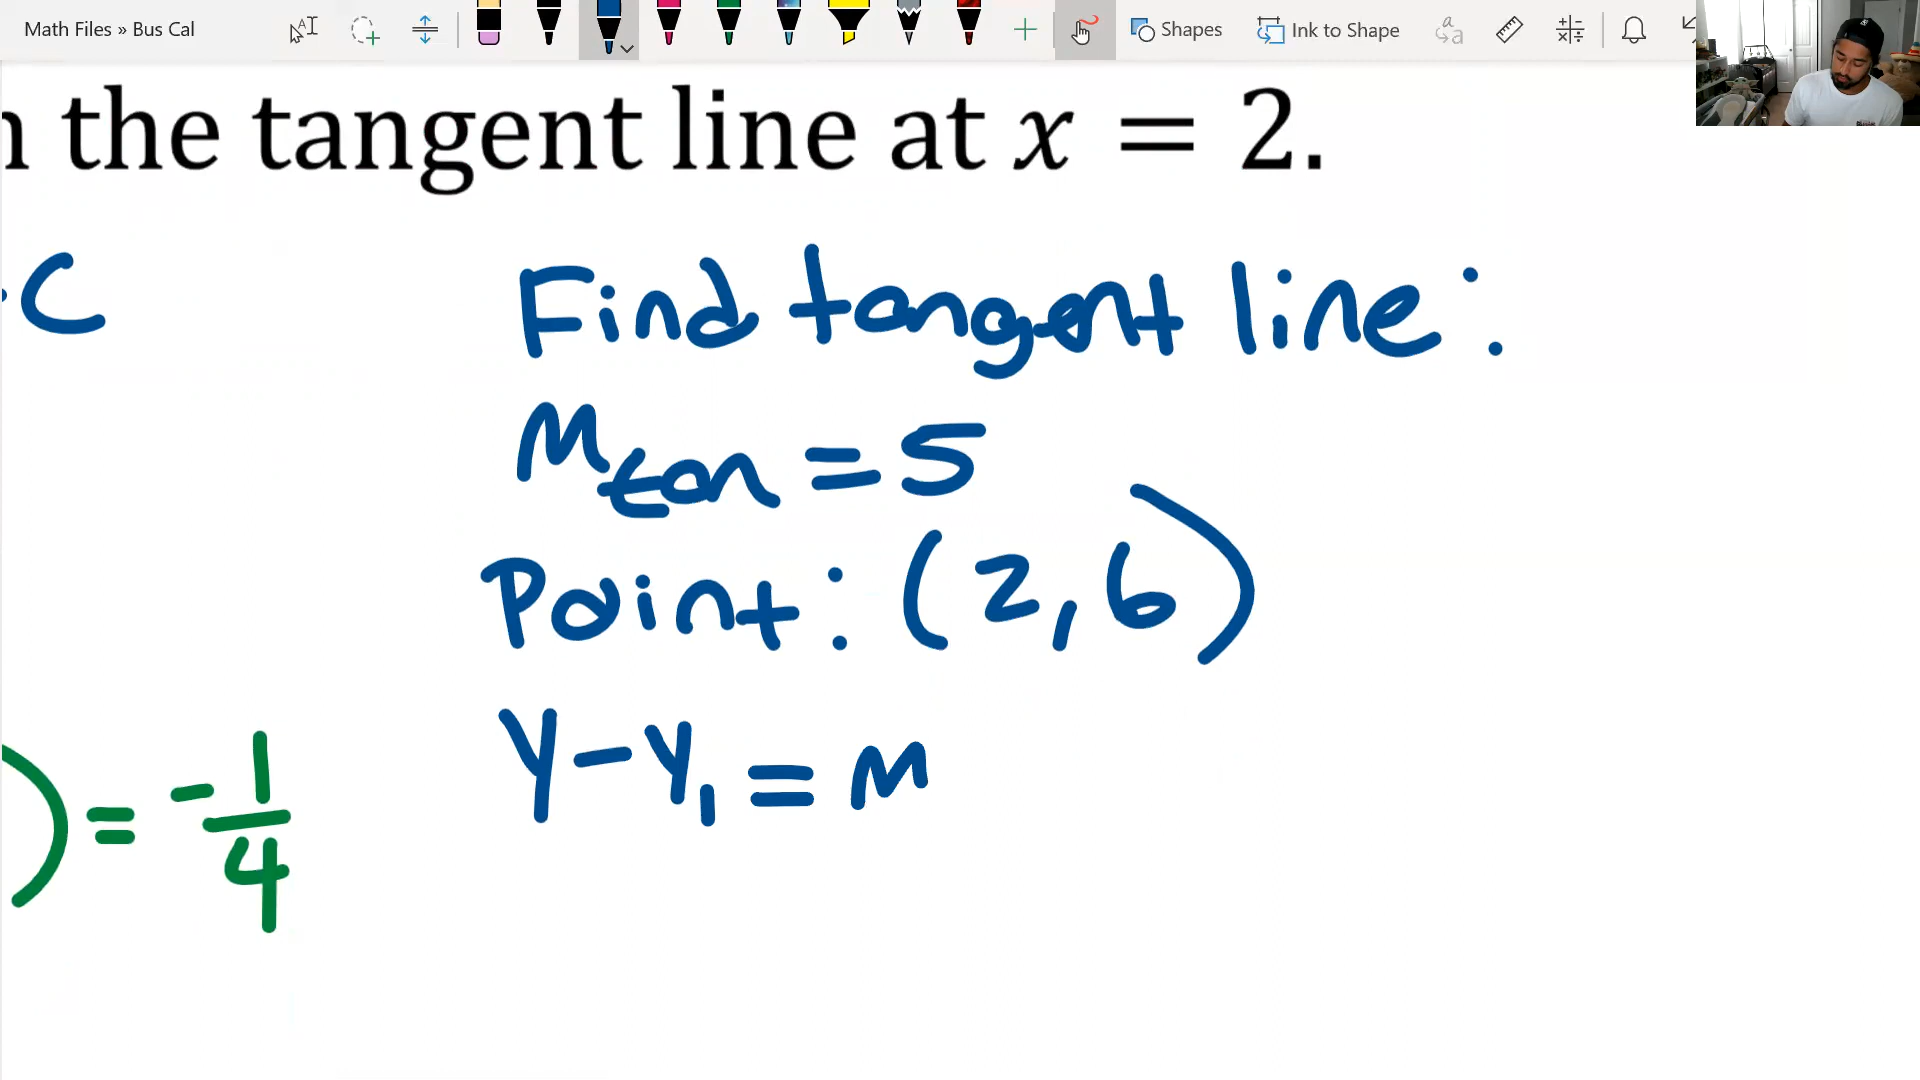 Math Files » Bus Cal
Shapes
Ink to Shape
the tangent line at x = 2.
C
Find tangent line:
M_tan = 5
Point: (2, 6)
) = -1/4
Y - Y₁ = M